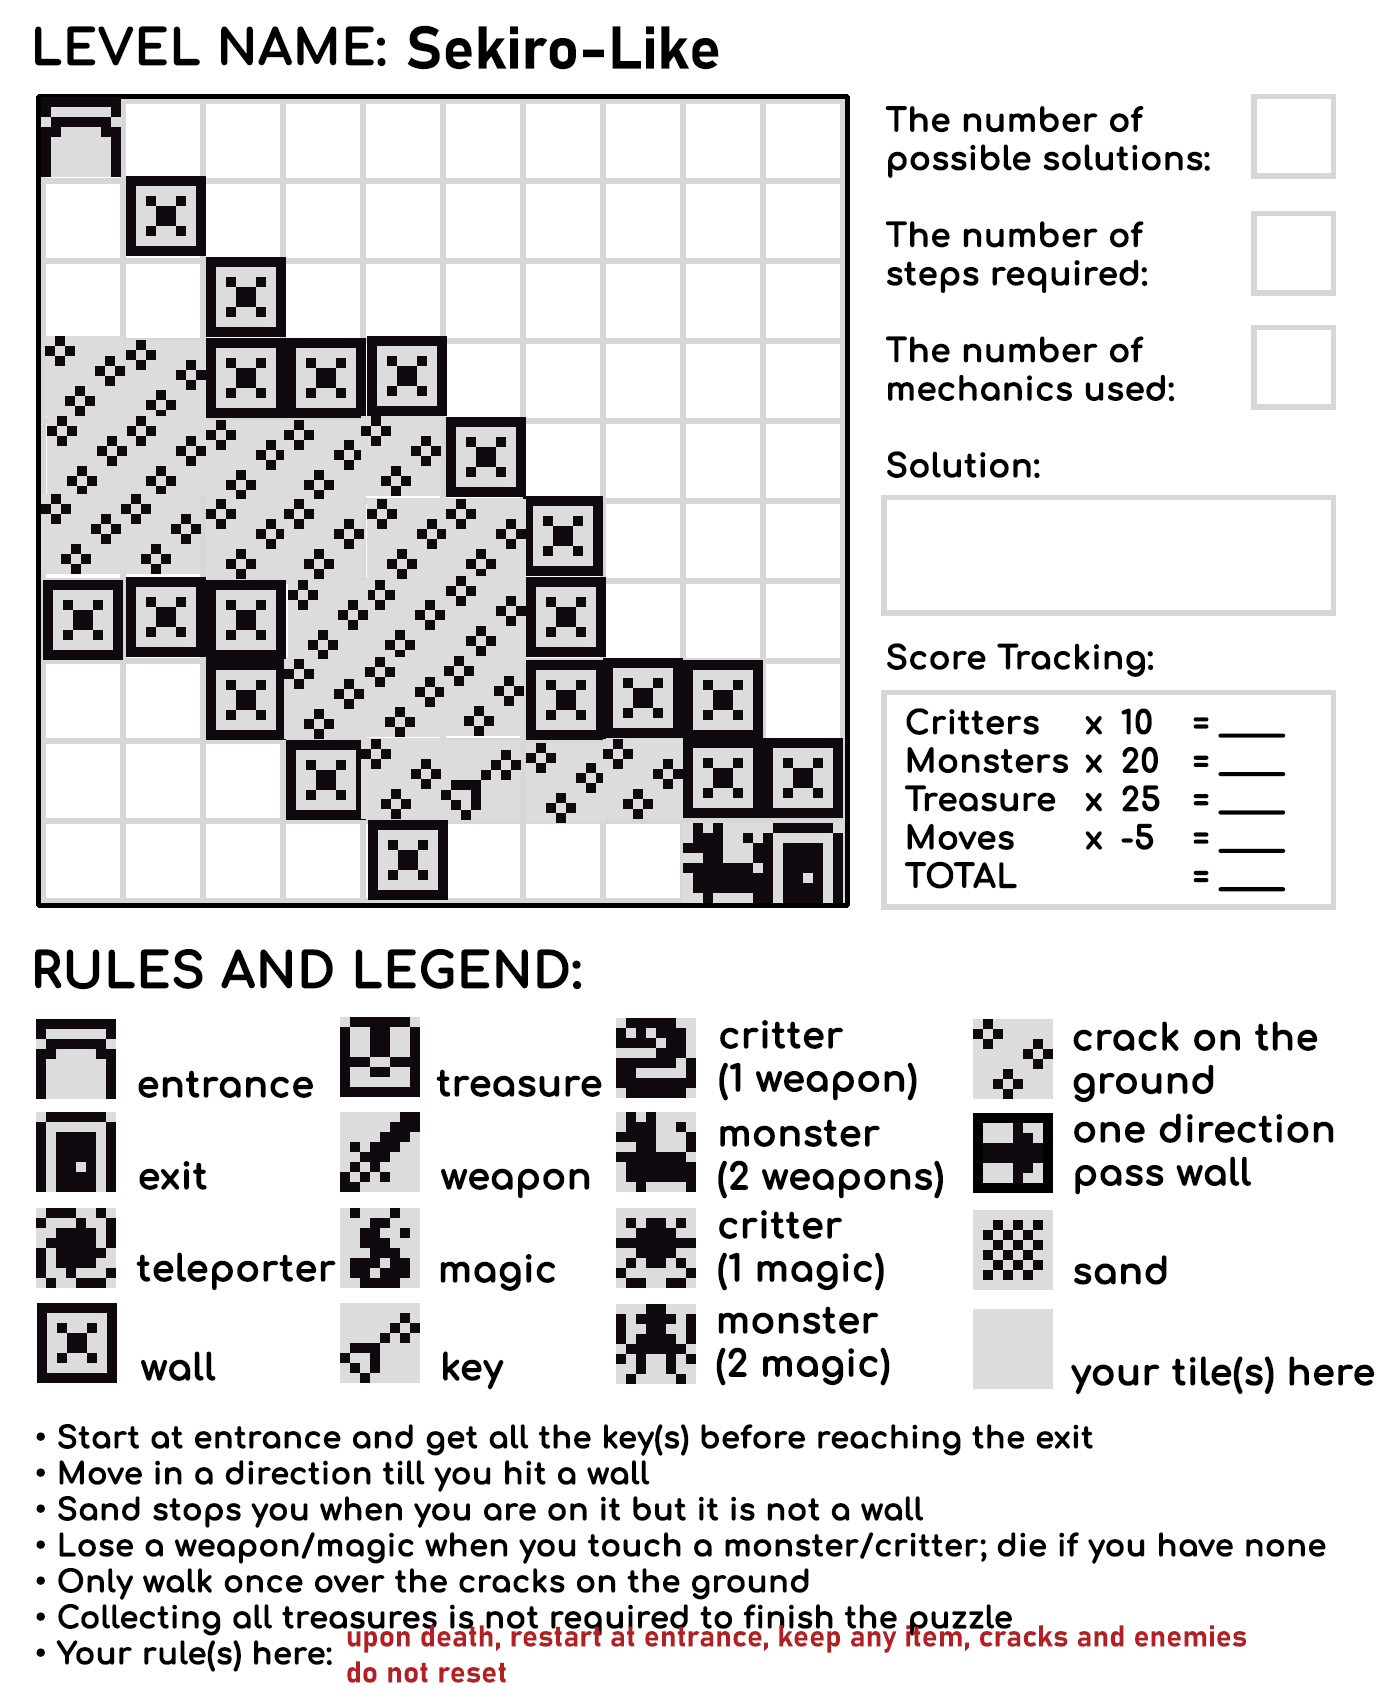 LEVEL NAME: Sekiro-Like
The number of
possible solutions:
The number of
steps required:
The number of
mechanics used:
Solution:
Score Tracking:
Critters x 10 = ____
Monsters x 20 = ____
Treasure x 25 = ____
Moves x -5 = ____
TOTAL = ____
RULES AND LEGEND:
entrance
exit
teleporter
wall
treasure
weapon
magic
key
critter
(1 weapon)
monster
(2 weapons)
critter
(1 magic)
monster
(2 magic)
crack on the
ground
one direction
pass wall
sand
your tile(s) here
• Start at entrance and get all the key(s) before reaching the exit
• Move in a direction till you hit a wall
• Sand stops you when you are on it but it is not a wall
• Lose a weapon/magic when you touch a monster/critter; die if you have none
• Only walk once over the cracks on the ground
• Collecting all treasures is not required to finish the puzzle
• Your rule(s) here: upon death, restart at entrance, keep any item, cracks and enemies
do not reset